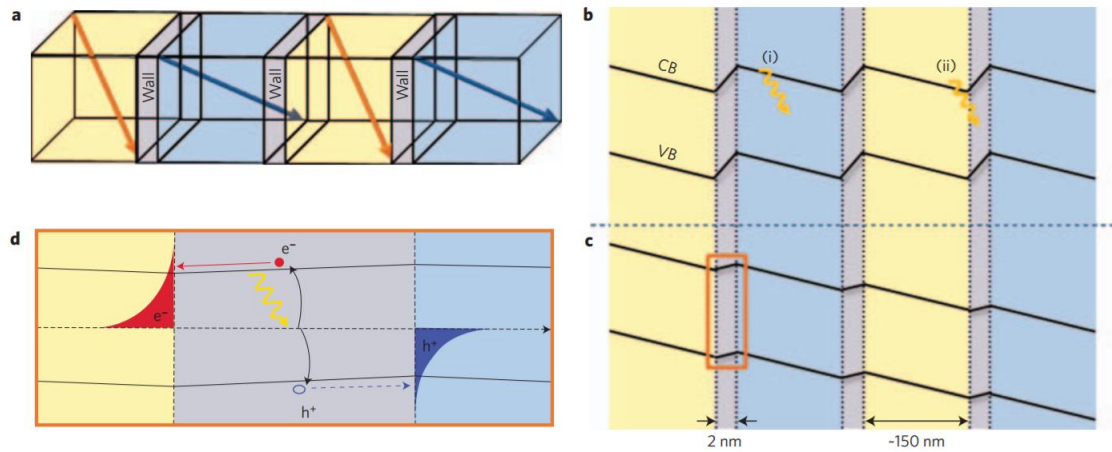 a
Wall
Wall
Wall
b
CB
(i)
(ii)
VB
c
2 nm
~150 nm
d
e⁻
e⁻
h⁺
h⁺